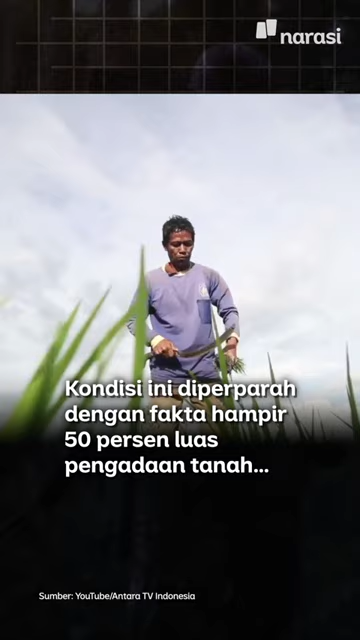 narasi
Kondisi ini diperparah
dengan fakta hampir
50 persen luas
pengadaan tanah...
Sumber: YouTube/Antara TV Indonesia